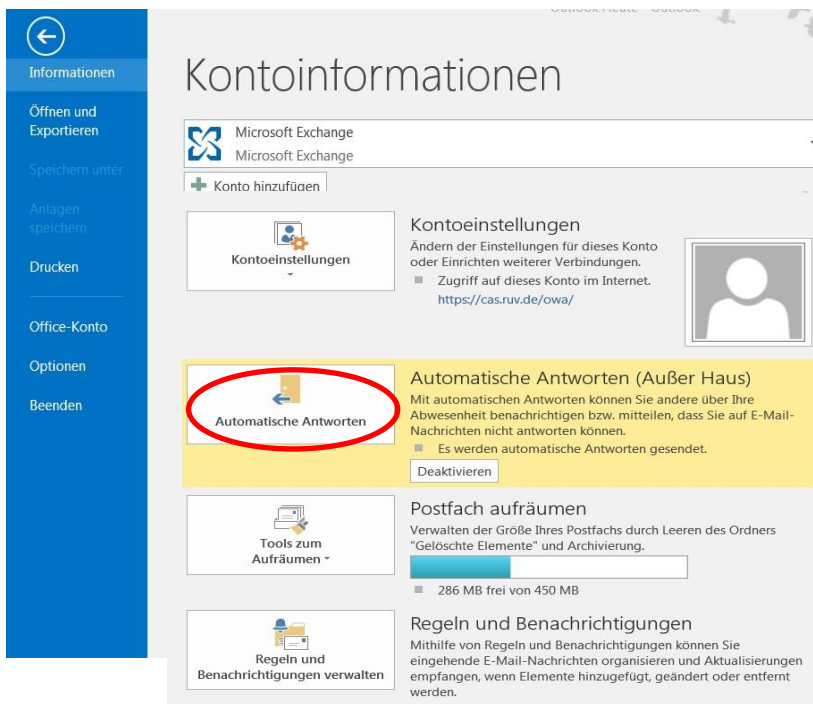 Informationen
Öffnen und
Exportieren
Speichern unter
Anlagen
speichern
Drucken
Office-Konto
Optionen
Beenden
Kontoinformationen
Microsoft Exchange
Microsoft Exchange
Konto hinzufügen
Kontoeinstellungen
Kontoeinstellungen
Ändern der Einstellungen für dieses Konto
oder Einrichten weiterer Verbindungen.
Zugriff auf dieses Konto im Internet.
https://cas.ruv.de/owa/
Automatische Antworten
Automatische Antworten (Außer Haus)
Mit automatischen Antworten können Sie andere über Ihre
Abwesenheit benachrichtigen bzw. mitteilen, dass Sie auf E-Mail-
Nachrichten nicht antworten können.
Es werden automatische Antworten gesendet.
Deaktivieren
Tools zum
Aufräumen
Postfach aufräumen
Verwalten der Größe Ihres Postfachs durch Leeren des Ordners
"Gelöschte Elemente" und Archivierung.
286 MB frei von 450 MB
Regeln und
Benachrichtigungen verwalten
Regeln und Benachrichtigungen
Mithilfe von Regeln und Benachrichtigungen können Sie
eingehende E-Mail-Nachrichten organisieren und Aktualisierungen
empfangen, wenn Elemente hinzugefügt, geändert oder entfernt
werden.